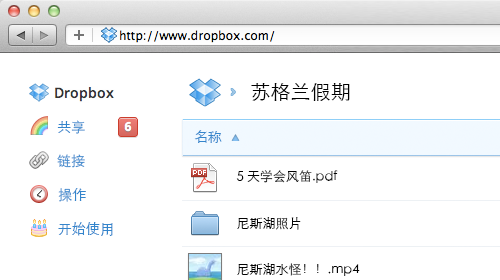 http://www.dropbox.com/
Dropbox
苏格兰假期
共享
6
名称
链接
PDF
5 天学会风笛.pdf
操作
尼斯湖照片
开始使用
尼斯湖水怪！！.mp4